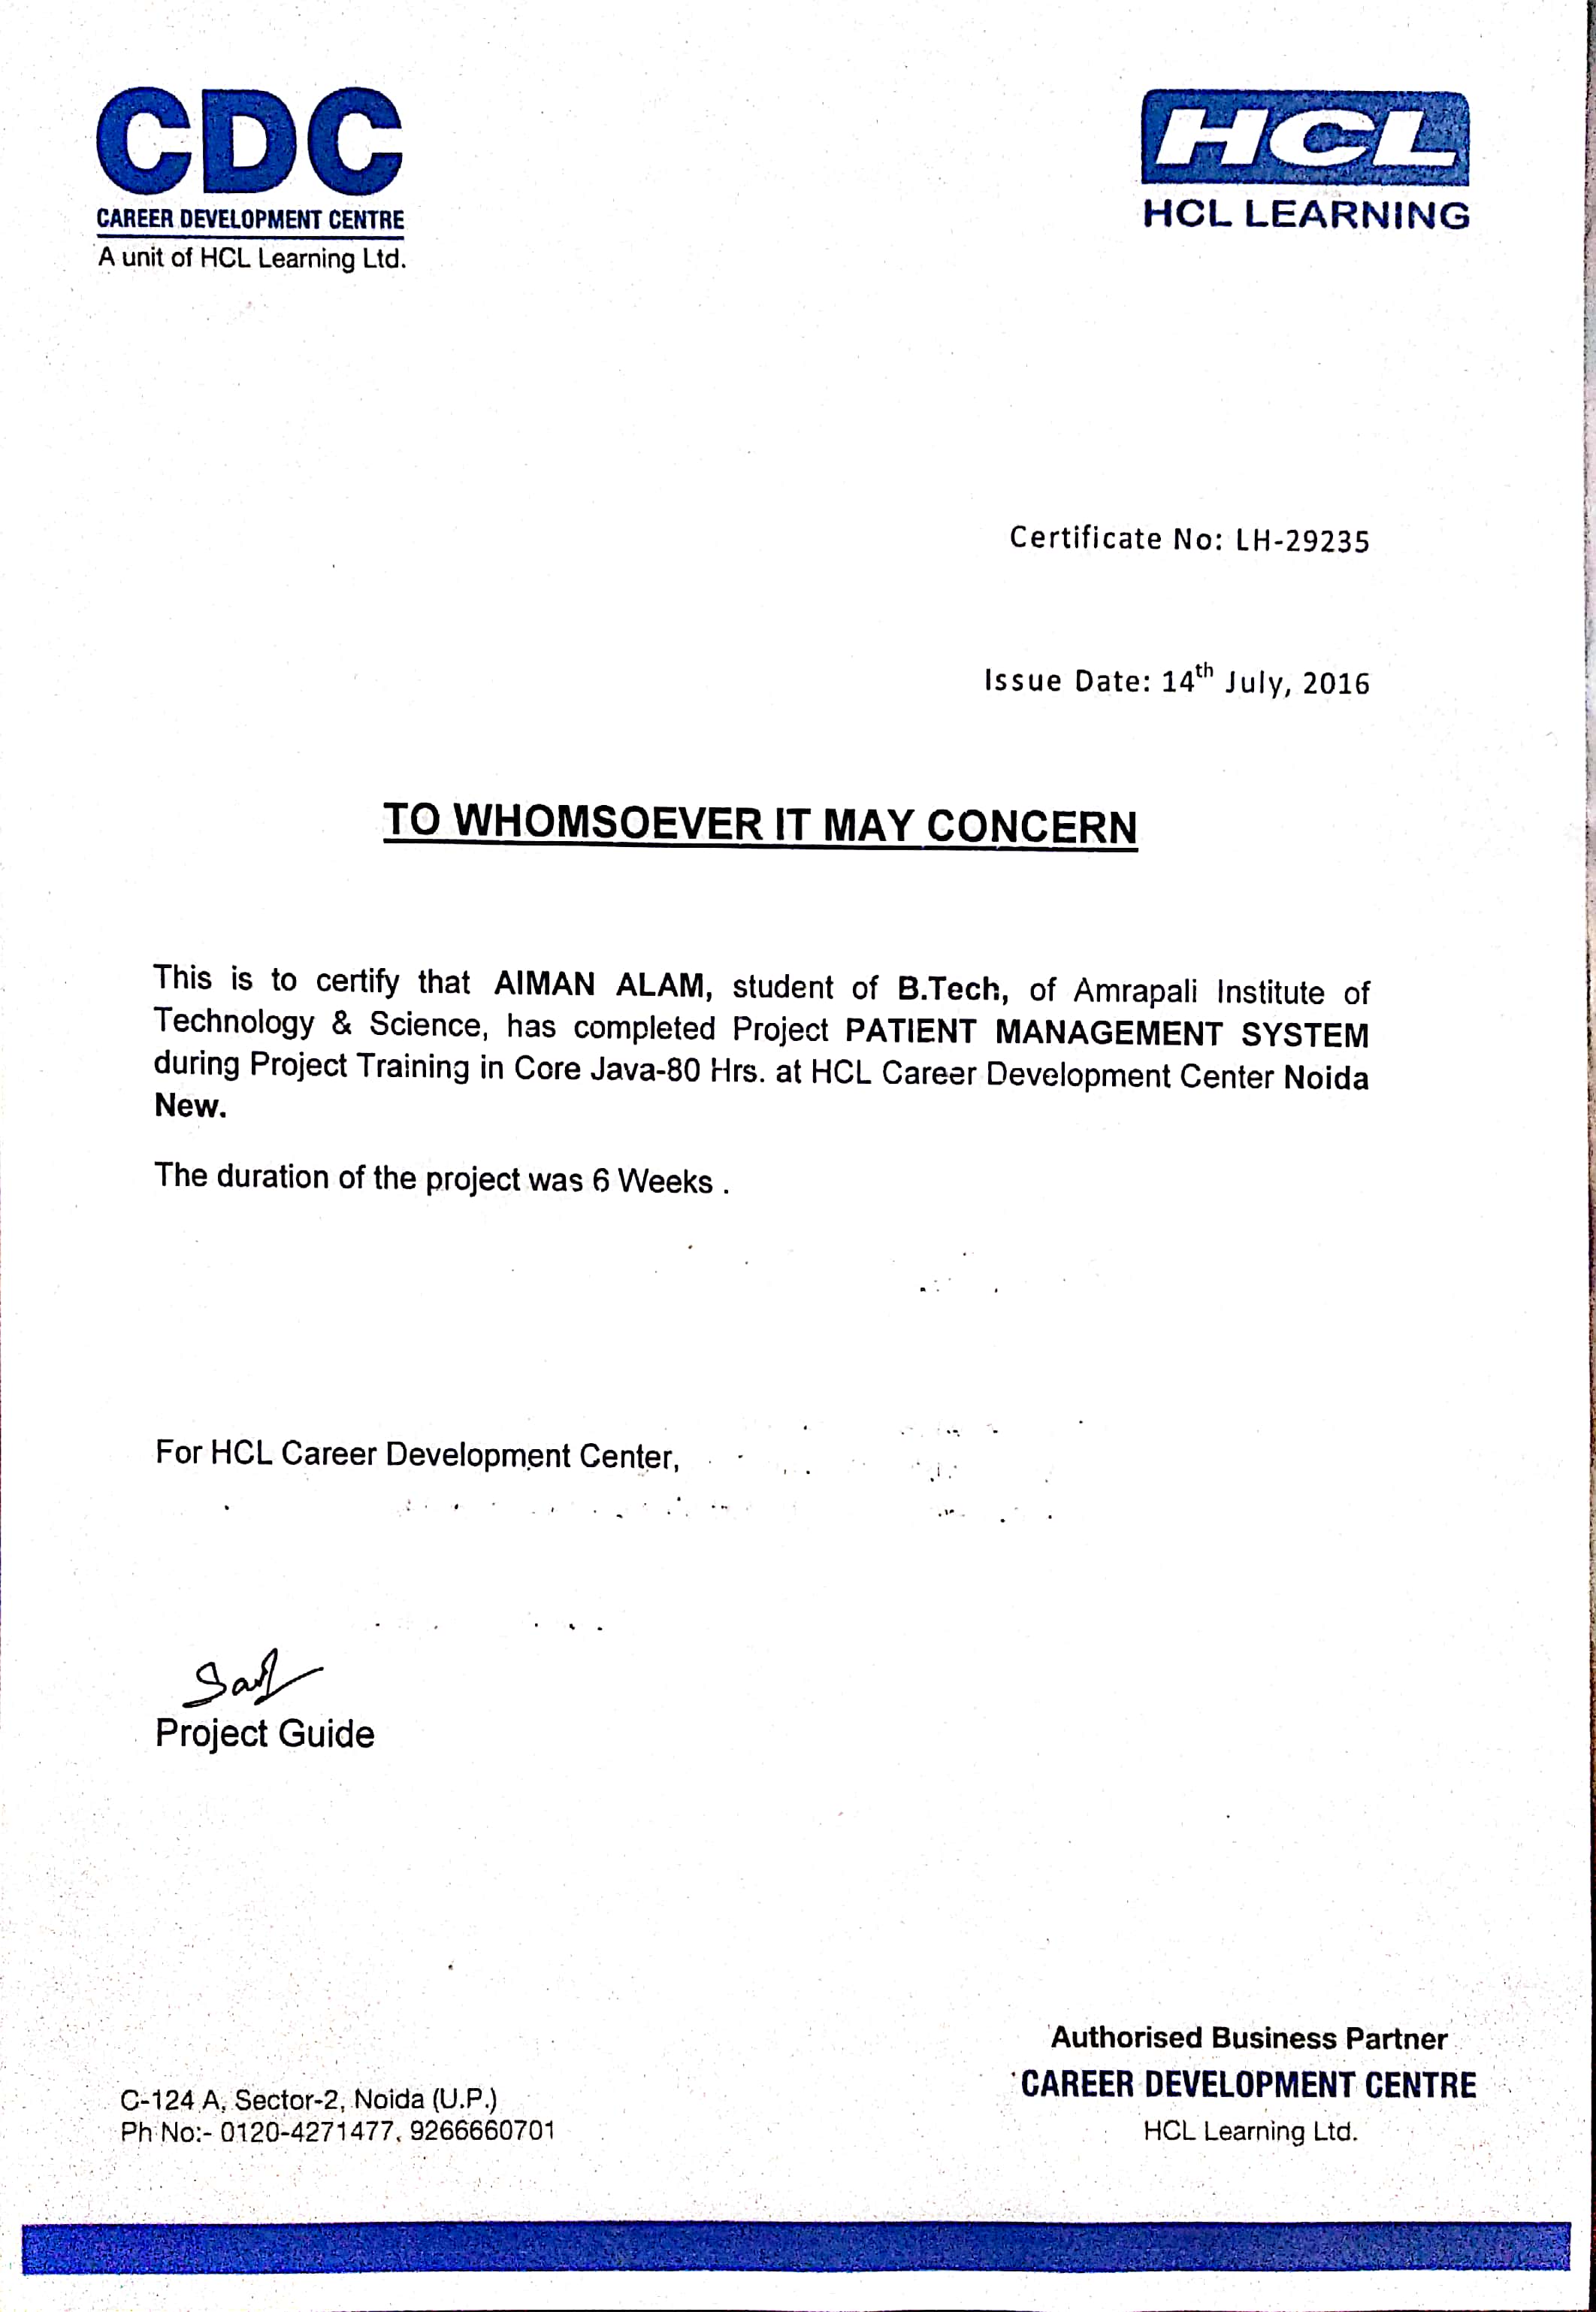 CDC
CAREER DEVELOPMENT CENTRE
A unit of HCL Learning Ltd.
HCL
HCL LEARNING
Certificate No: LH-29235
Issue Date: 14th July, 2016
TO WHOMSOEVER IT MAY CONCERN
This is to certify that AIMAN ALAM, student of B.Tech, of Amrapali Institute of
Technology & Science, has completed Project PATIENT MANAGEMENT SYSTEM
during Project Training in Core Java-80 Hrs. at HCL Career Development Center Noida
New.
The duration of the project was 6 Weeks .
For HCL Career Development Center,
Project Guide
C-124 A, Sector-2, Noida (U.P.)
Ph No:- 0120-4271477, 9266660701
Authorised Business Partner
CAREER DEVELOPMENT CENTRE
HCL Learning Ltd.